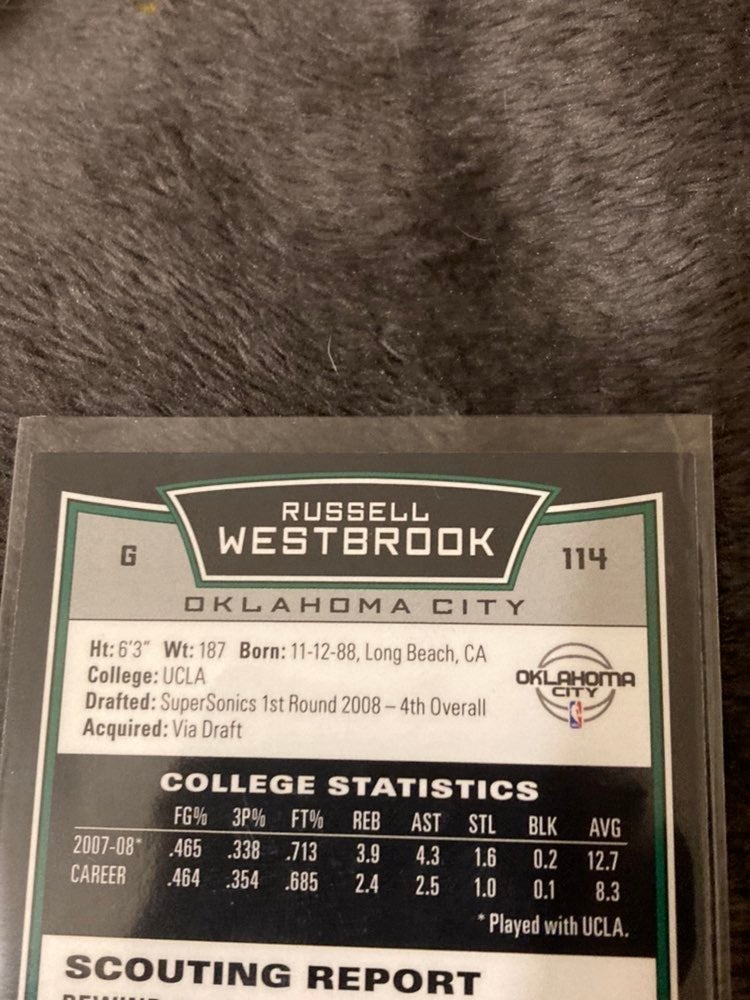 RUSSELL
WESTBROOK
G
114
OKLAHOMA CITY
Ht: 6'3" Wt: 187 Born: 11-12-88, Long Beach, CA
College: UCLA
Drafted: SuperSonics 1st Round 2008 – 4th Overall
Acquired: Via Draft
OKLAHOMA
CITY
COLLEGE STATISTICS
FG% 3P% FT% REB AST STL BLK AVG
2007-08* .465 .338 .713 3.9 4.3 1.6 0.2 12.7
CAREER .464 .354 .685 2.4 2.5 1.0 0.1 8.3
* Played with UCLA.
SCOUTING REPORT